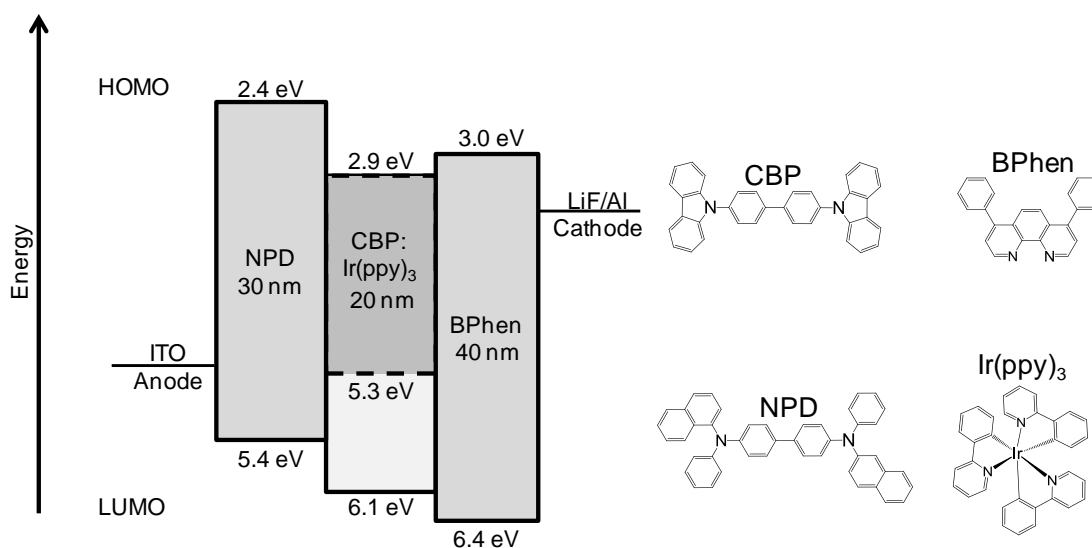 Energy
HOMO
LUMO
ITO
Anode
2.4 eV
NPD
30 nm
5.4 eV
2.9 eV
CBP:
Ir(ppy)₃
20 nm
5.3 eV
6.1 eV
3.0 eV
BPhen
40 nm
6.4 eV
LiF/Al
Cathode
CBP
N
N
BPhen
N
N
NPD
N
N
Ir(ppy)₃
N
Ir
N
N